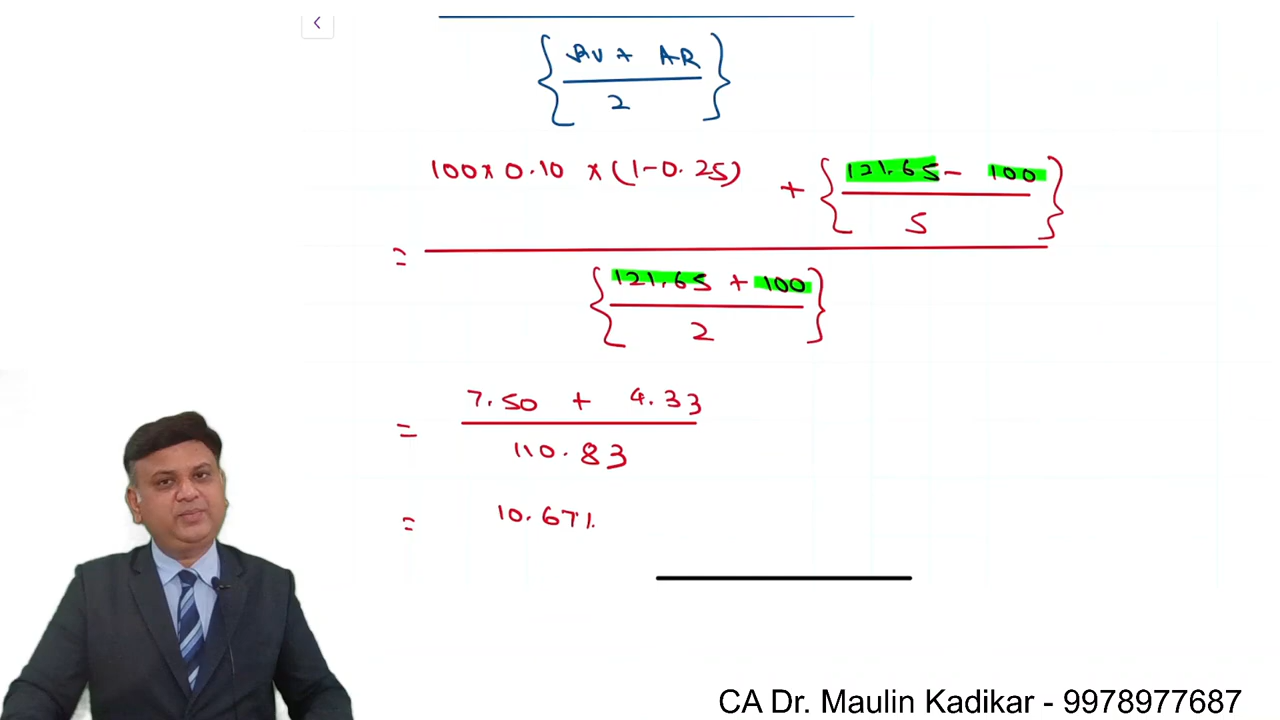 { RV + AR / 2 }
100 x 0.10 x (1-0.25) + { 121.65 - 100 / 5 }
=
{ 121.65 + 100 / 2 }
= 7.50 + 4.33
110.83
= 10.67%
CA Dr. Maulin Kadikar - 9978977687